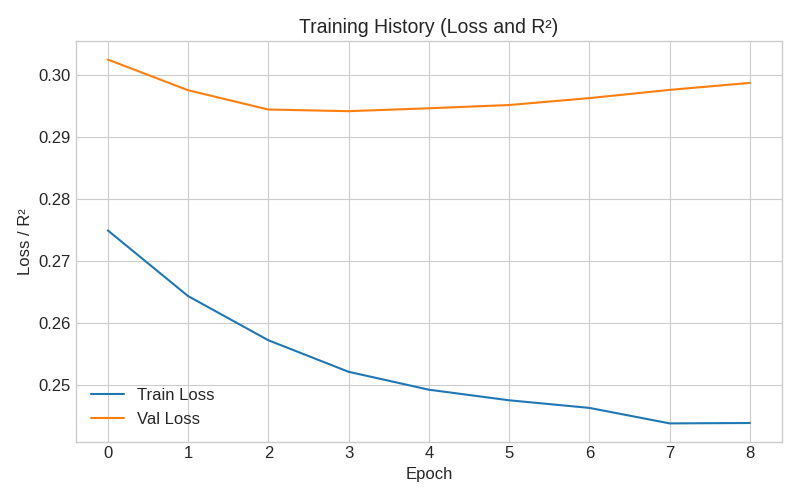 Training History (Loss and R²)
0.30
0.29
0.28
0.27
0.26
0.25
Loss / R²
Train Loss
Val Loss
0 1 2 3 4 5 6 7 8
Epoch